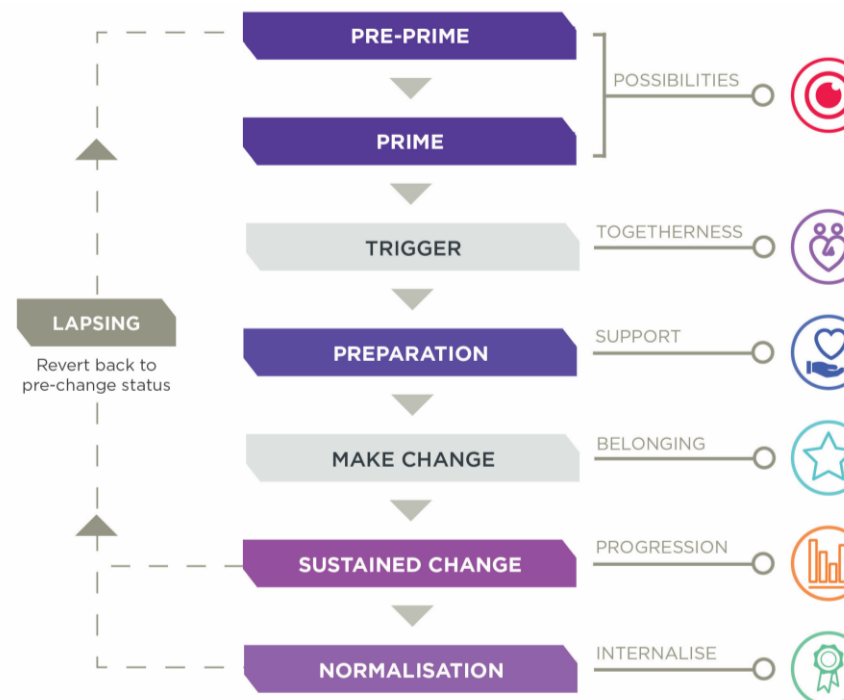 PRE-PRIME
POSSIBILITIES
PRIME
TRIGGER
TOGETHERNESS
LAPSING
Revert back to
pre-change status
PREPARATION
SUPPORT
MAKE CHANGE
BELONGING
SUSTAINED CHANGE
PROGRESSION
NORMALISATION
INTERNALISE